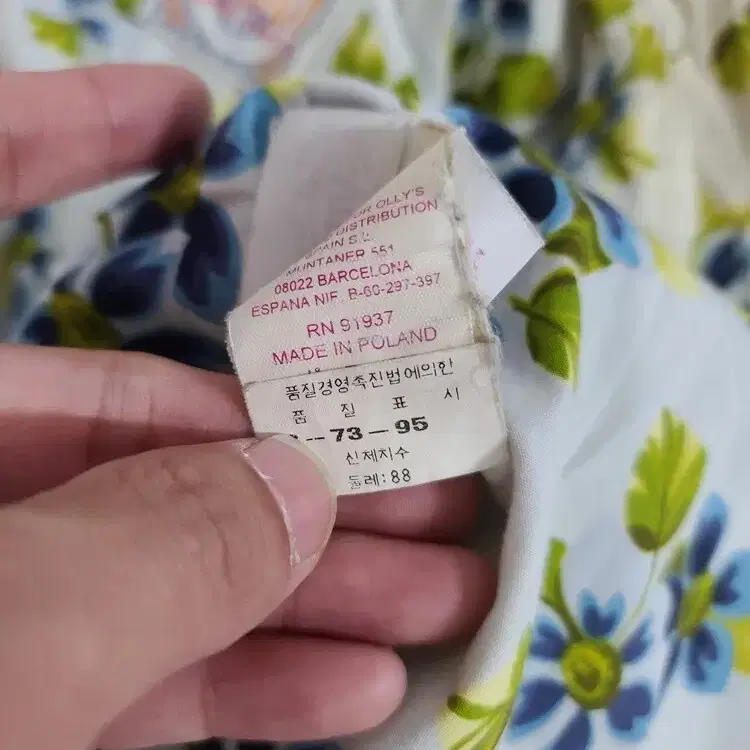 FOR OLLY'S
DISTRIBUTION
SPAIN S.L.
MUNTANER 551
08022 BARCELONA
ESPANA NIF. B-60-297-397
RN 91937
MADE IN POLAND
품질경영촉진법에의한
품 질 표 시
--73-95
신체지수
둘레:88